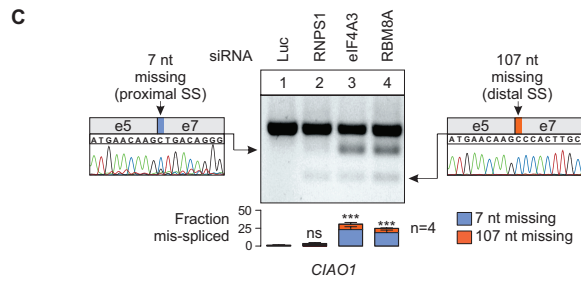 C
7 nt
missing
(proximal SS)
siRNA
Luc
RNPS1
eIF4A3
RBM8A
107 nt
missing
(distal SS)
1 2 3 4
e5 e7
ATGAACAAGCTGACAGGG
e5 e7
ATGAACAAGCCCACTTGC
Fraction
mis-spliced
50
25
0
ns
***
***
n=4
7 nt missing
107 nt missing
CIAO1